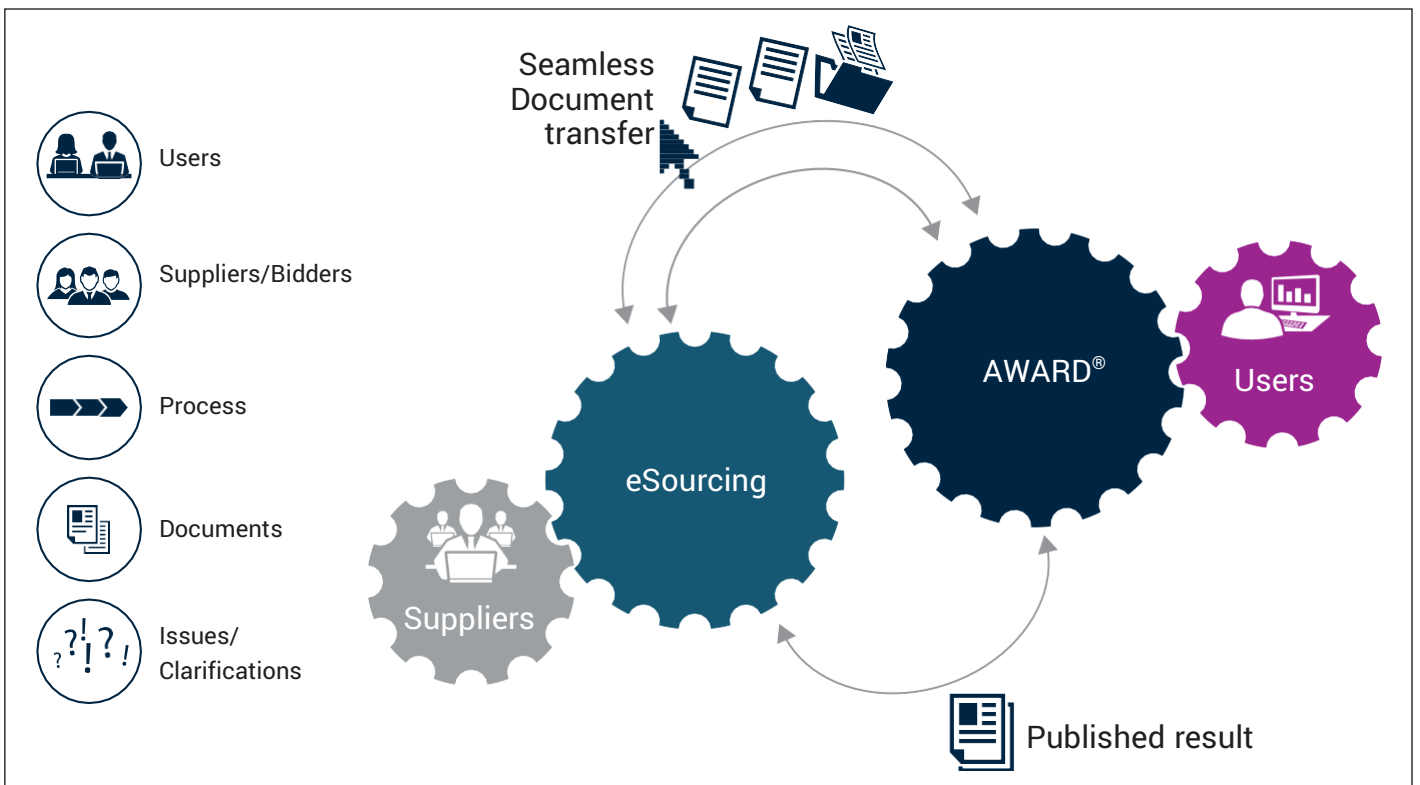 Seamless
Document
transfer
Users
Suppliers/Bidders
Process
Documents
Issues/
Clarifications
AWARD®
Users
eSourcing
Suppliers
Published result